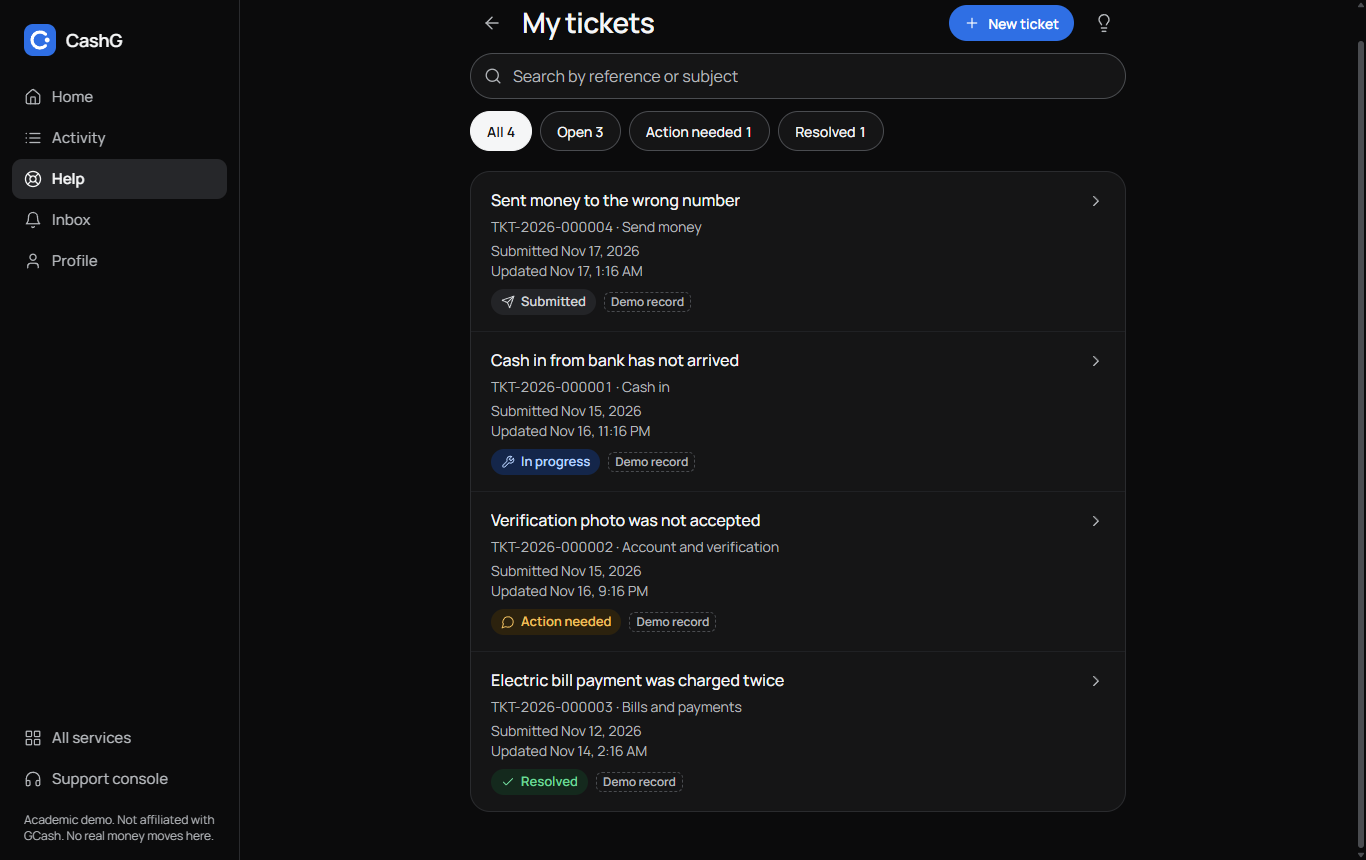 CashG
Home
Activity
Help
Inbox
Profile
All services
Support console
Academic demo. Not affiliated with
GCash. No real money moves here.
My tickets
New ticket
Search by reference or subject
All 4
Open 3
Action needed 1
Resolved 1
Sent money to the wrong number
TKT-2026-000004 · Send money
Submitted Nov 17, 2026
Updated Nov 17, 1:16 AM
Submitted
Demo record
Cash in from bank has not arrived
TKT-2026-000001 · Cash in
Submitted Nov 15, 2026
Updated Nov 16, 11:16 PM
In progress
Demo record
Verification photo was not accepted
TKT-2026-000002 · Account and verification
Submitted Nov 15, 2026
Updated Nov 16, 9:16 PM
Action needed
Demo record
Electric bill payment was charged twice
TKT-2026-000003 · Bills and payments
Submitted Nov 12, 2026
Updated Nov 14, 2:16 AM
Resolved
Demo record